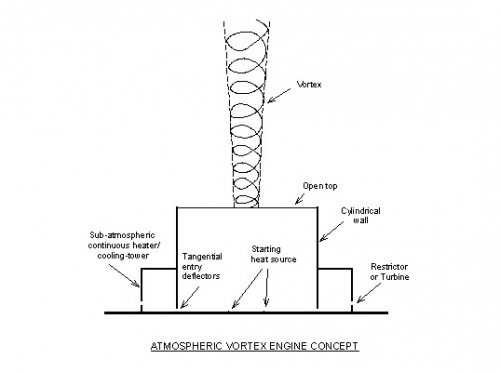 Vortex
Open top
Cylindrical
wall
Sub-atmospheric
continuous heater/
cooling-tower
Tangential
entry
deflectors
Starting
heat source
Restrictor
or Turbine
ATMOSPHERIC VORTEX ENGINE CONCEPT